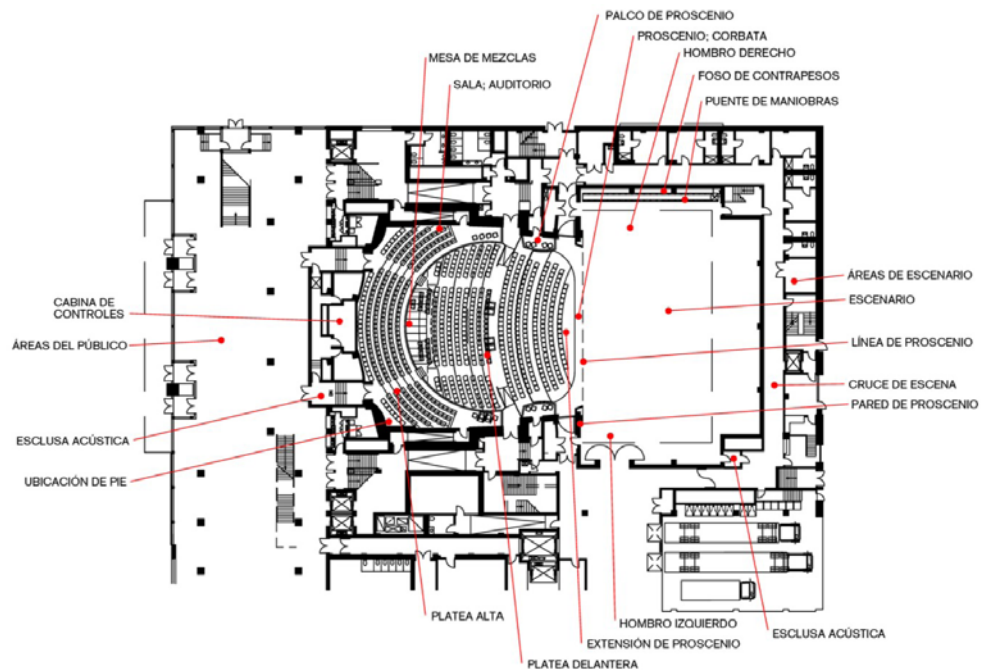 PALCO DE PROSCENIO
PROSCENIO; CORBATA
HOMBRO DERECHO
MESA DE MEZCLAS
FOSO DE CONTRAPESOS
SALA; AUDITORIO
PUENTE DE MANIOBRAS
ÁREAS DE ESCENARIO
CABINA DE
CONTROLES
ESCENARIO
ÁREAS DEL PÚBLICO
LÍNEA DE PROSCENIO
CRUCE DE ESCENA
PARED DE PROSCENIO
ESCLUSA ACÚSTICA
UBICACIÓN DE PIE
PLATEA ALTA
HOMBRO IZQUIERDO
ESCLUSA ACÚSTICA
EXTENSIÓN DE PROSCENIO
PLATEA DELANTERA